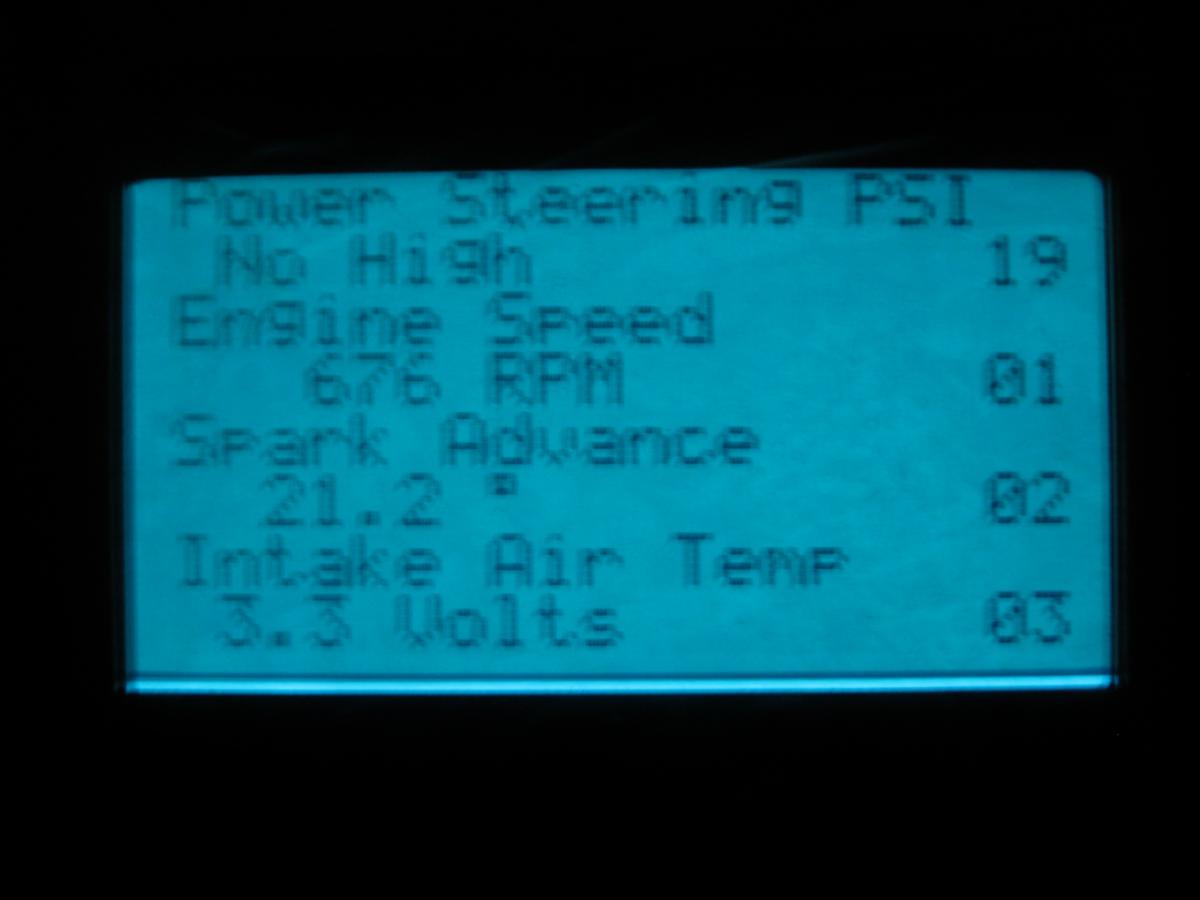 Power Steering PSI
No High 19
Engine Speed
676 RPM 01
Spark Advance
21.2 ° 02
Intake Air Temp
3.3 Volts 03